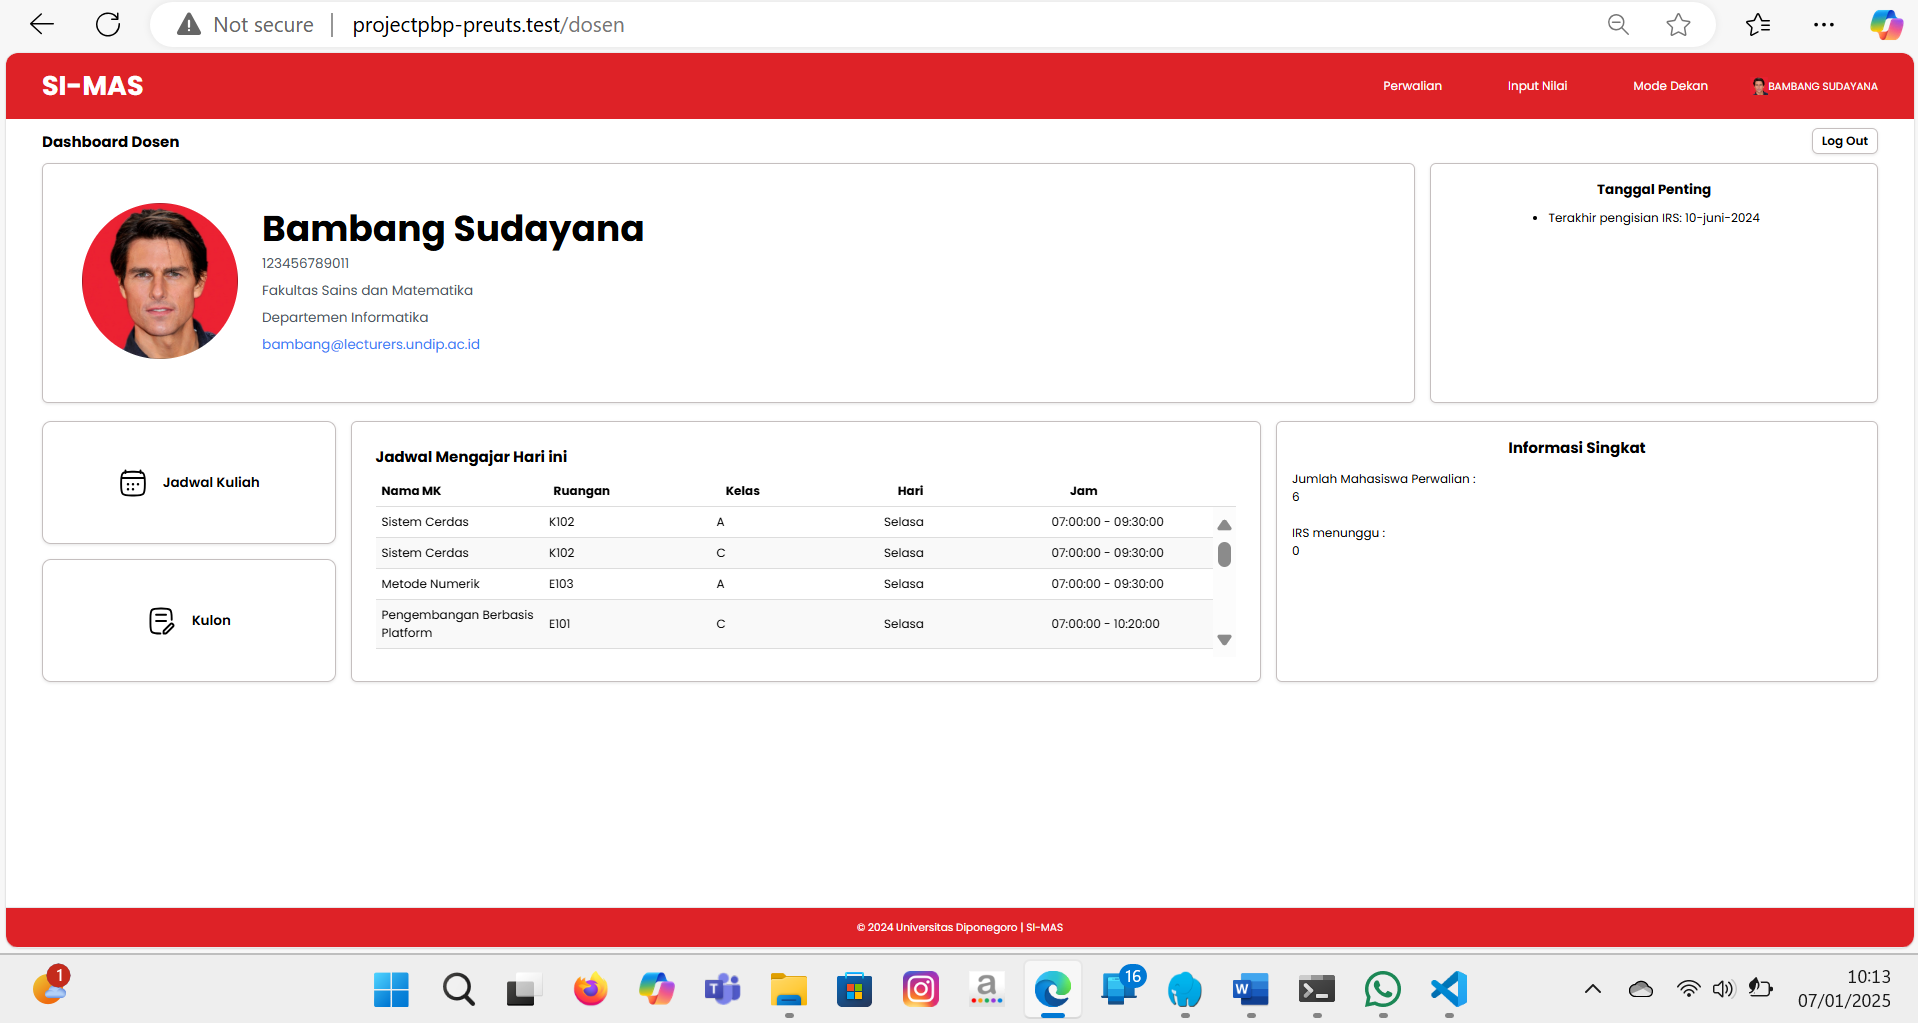 Not secure | projectpbp-preuts.test/dosen
SI-MAS
Perwalian
Input Nilai
Mode Dekan
BAMBANG SUDAYANA
Dashboard Dosen
Log Out
Bambang Sudayana
123456789011
Fakultas Sains dan Matematika
Departemen Informatika
bambang@lecturers.undip.ac.id
Tanggal Penting
• Terakhir pengisian IRS: 10-juni-2024
Jadwal Kuliah
Kulon
Jadwal Mengajar Hari ini
Nama MK Ruangan Kelas Hari Jam
Sistem Cerdas K102 A Selasa 07:00:00 - 09:30:00
Sistem Cerdas K102 C Selasa 07:00:00 - 09:30:00
Metode Numerik E103 A Selasa 07:00:00 - 09:30:00
Pengembangan Berbasis
Platform E101 C Selasa 07:00:00 - 10:20:00
Informasi Singkat
Jumlah Mahasiswa Perwalian :
6
IRS menunggu :
0
© 2024 Universitas Diponegoro | SI-MAS
1
T
a
16
W
10:13
07/01/2025